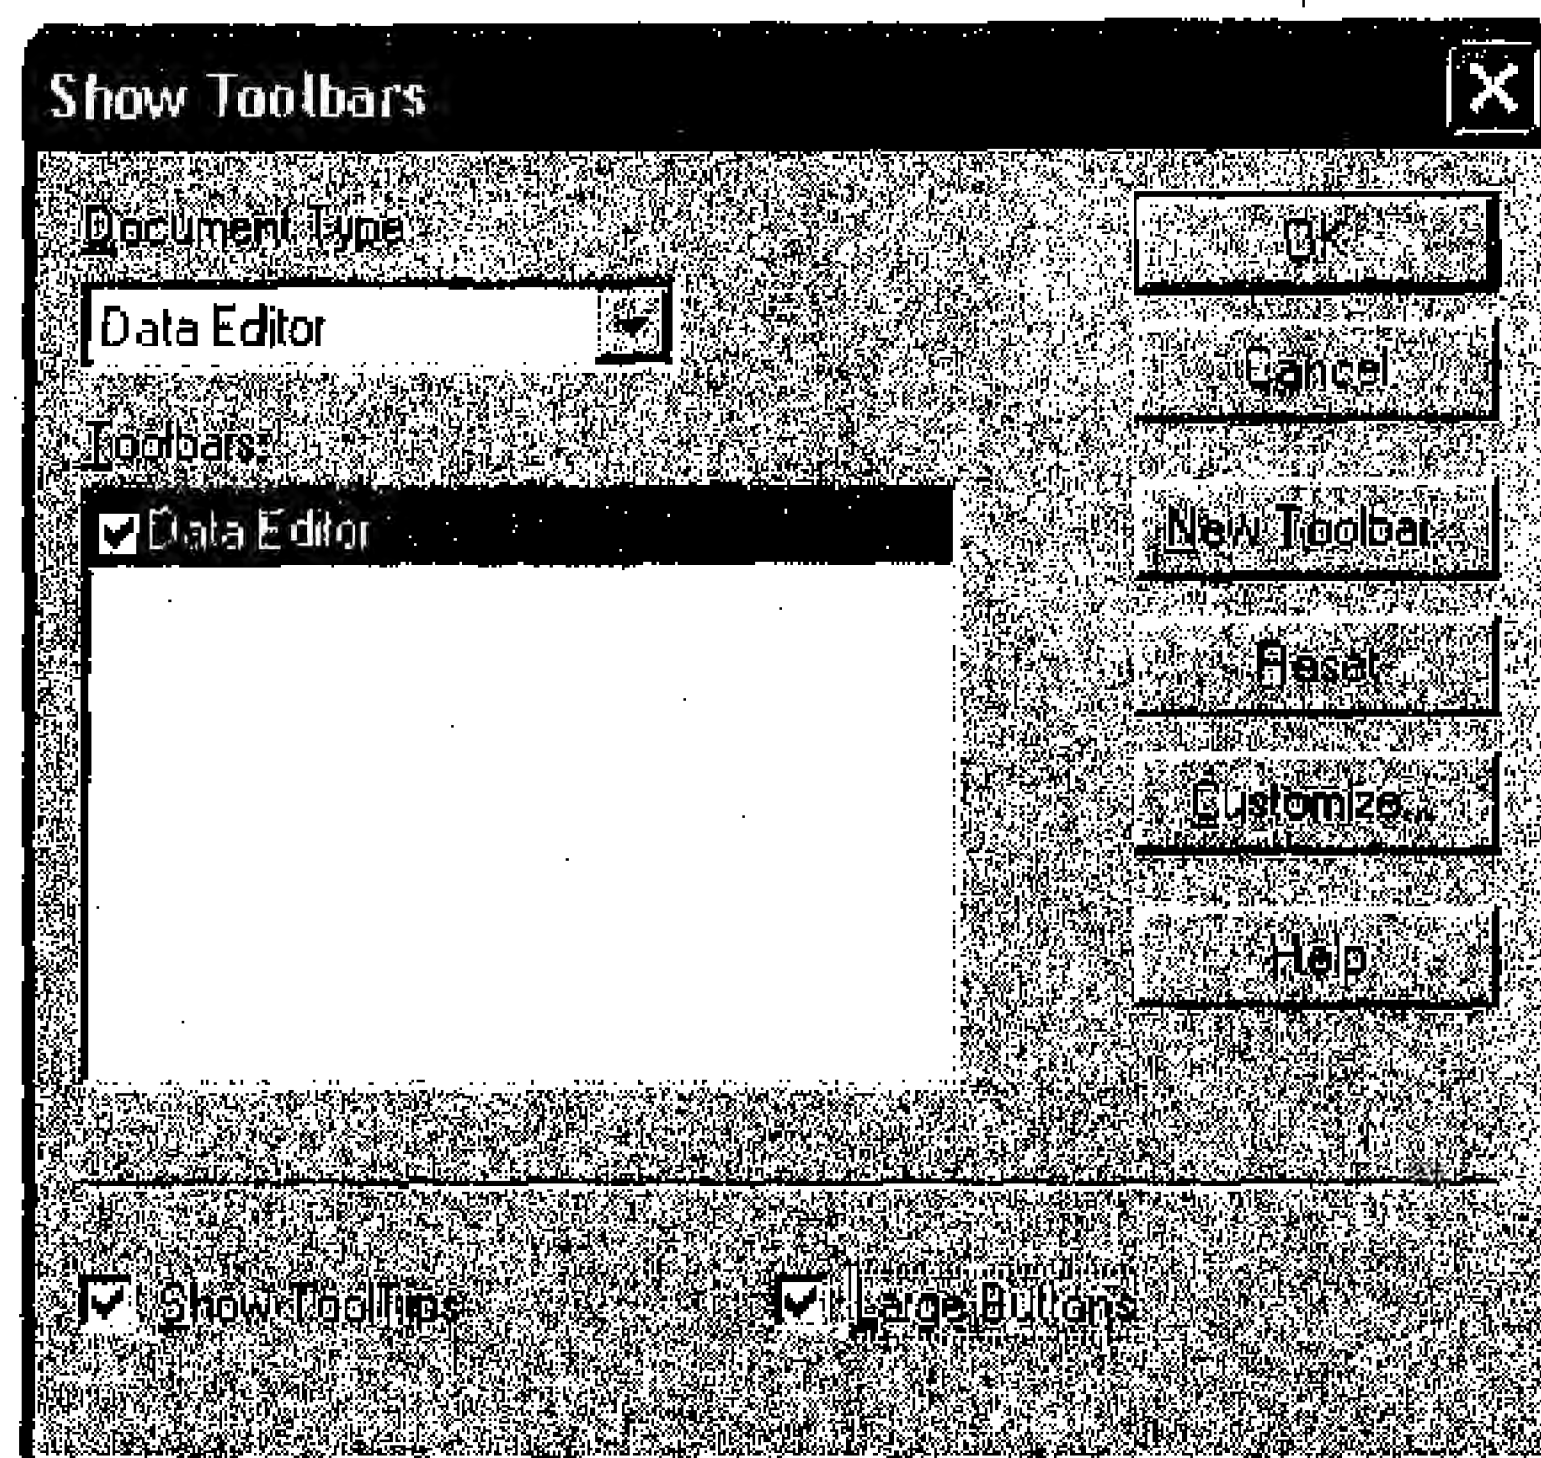 Show Toolbars
Document Type
Data Editor
Toolbars:
Data Editor
OK
Cancel
New Toolbar...
Reset
Customize...
Help
Show ToolTips
Large Buttons